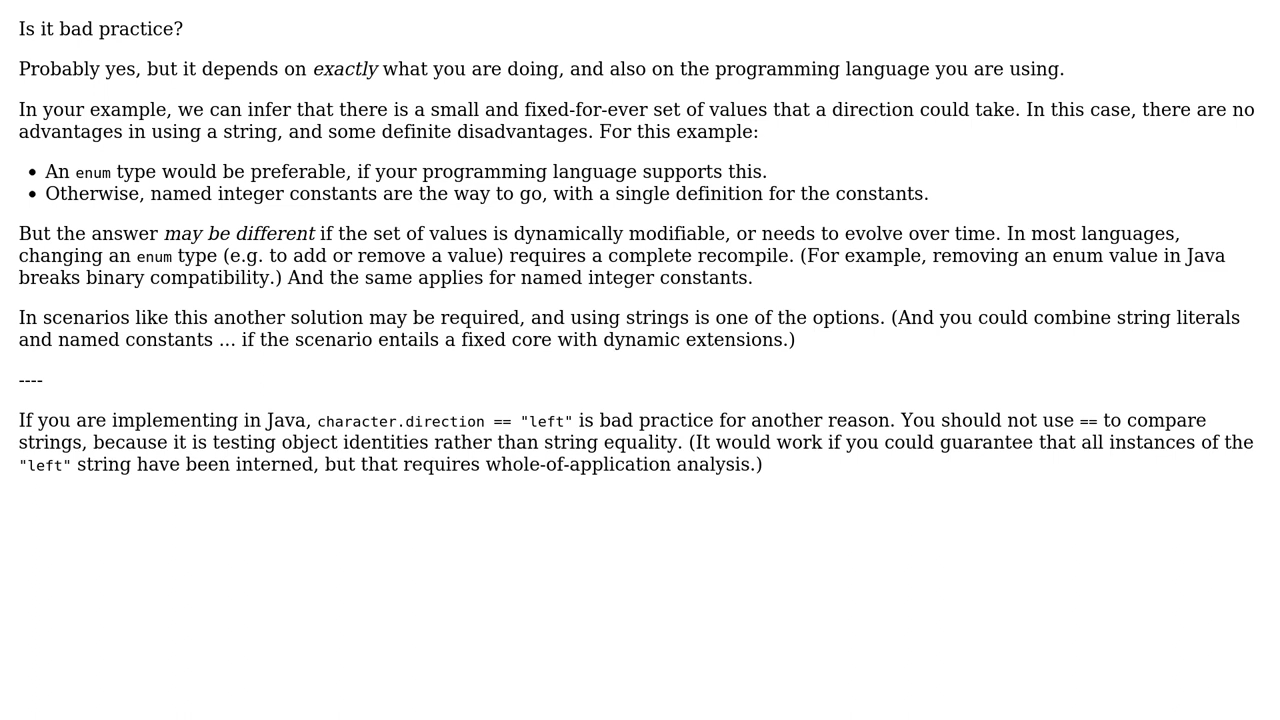 Is it bad practice?
Probably yes, but it depends on exactly what you are doing, and also on the programming language you are using.
In your example, we can infer that there is a small and fixed-for-ever set of values that a direction could take. In this case, there are no
advantages in using a string, and some definite disadvantages. For this example:
• An enum type would be preferable, if your programming language supports this.
• Otherwise, named integer constants are the way to go, with a single definition for the constants.
But the answer may be different if the set of values is dynamically modifiable, or needs to evolve over time. In most languages,
changing an enum type (e.g. to add or remove a value) requires a complete recompile. (For example, removing an enum value in Java
breaks binary compatibility.) And the same applies for named integer constants.
In scenarios like this another solution may be required, and using strings is one of the options. (And you could combine string literals
and named constants ... if the scenario entails a fixed core with dynamic extensions.)
----
If you are implementing in Java, character.direction == "left" is bad practice for another reason. You should not use == to compare
strings, because it is testing object identities rather than string equality. (It would work if you could guarantee that all instances of the
"left" string have been interned, but that requires whole-of-application analysis.)